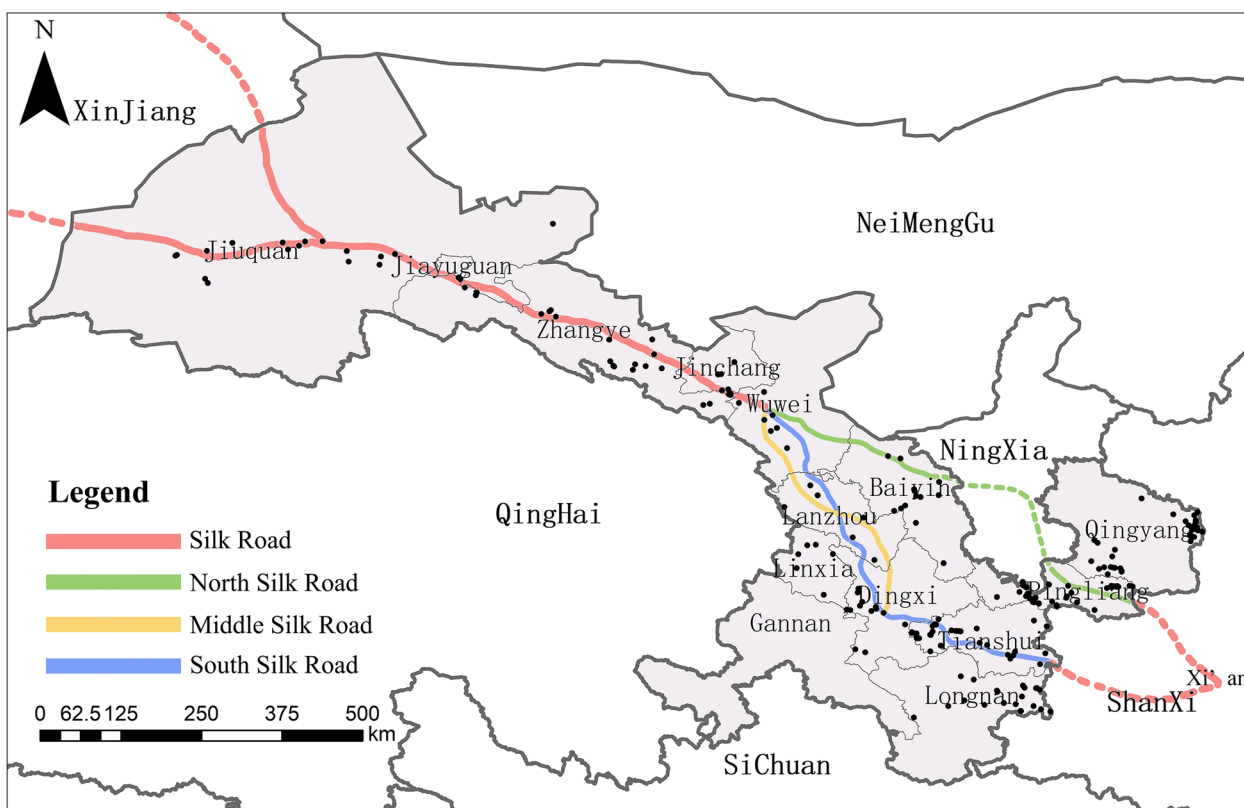 N
XinJiang
NeiMengGu
Jiuquan
Jiayuguan
Zhangye
Jinchang
Wuwei
NingXia
Baiyin
QingHai
Lanzhou
Qingyang
Linxia
Dingxi
Pingliang
Gannan
Tianshui
Longnan
Xi' an
ShanXi
SiChuan
Legend
Silk Road
North Silk Road
Middle Silk Road
South Silk Road
0 62.5 125 250 375 500
km